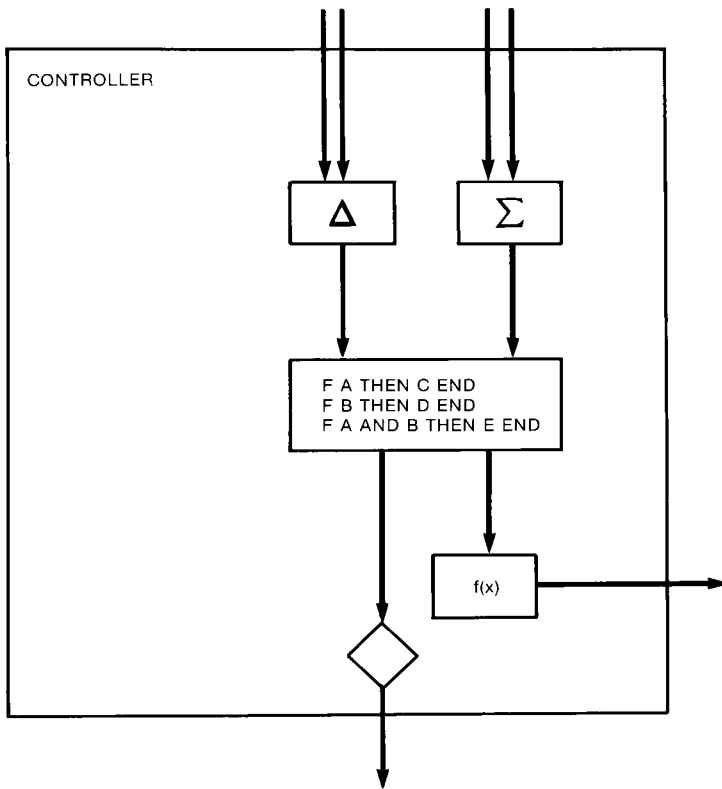 CONTROLLER
Δ
Σ
F A THEN C END
F B THEN D END
F A AND B THEN E END
f(x)